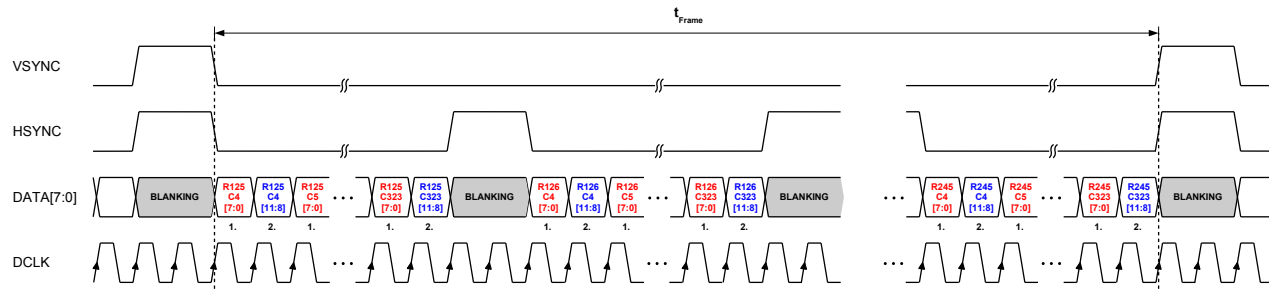 tFrame
VSYNC
HSYNC
DATA[7:0]
BLANKING
R125
C4
[7:0]
R125
C4
[11:8]
R125
C5
[7:0]
R125
C323
[7:0]
R125
C323
[11:8]
BLANKING
R126
C4
[7:0]
R126
C4
[11:8]
R126
C5
[7:0]
R126
C323
[7:0]
R126
C323
[11:8]
BLANKING
R245
C4
[7:0]
R245
C4
[11:8]
R245
C5
[7:0]
R245
C323
[7:0]
R245
C323
[11:8]
BLANKING
1. 2. 1. 1. 2. 1. 2. 1. 1. 2. 1. 2. 1. 1. 2.
DCLK